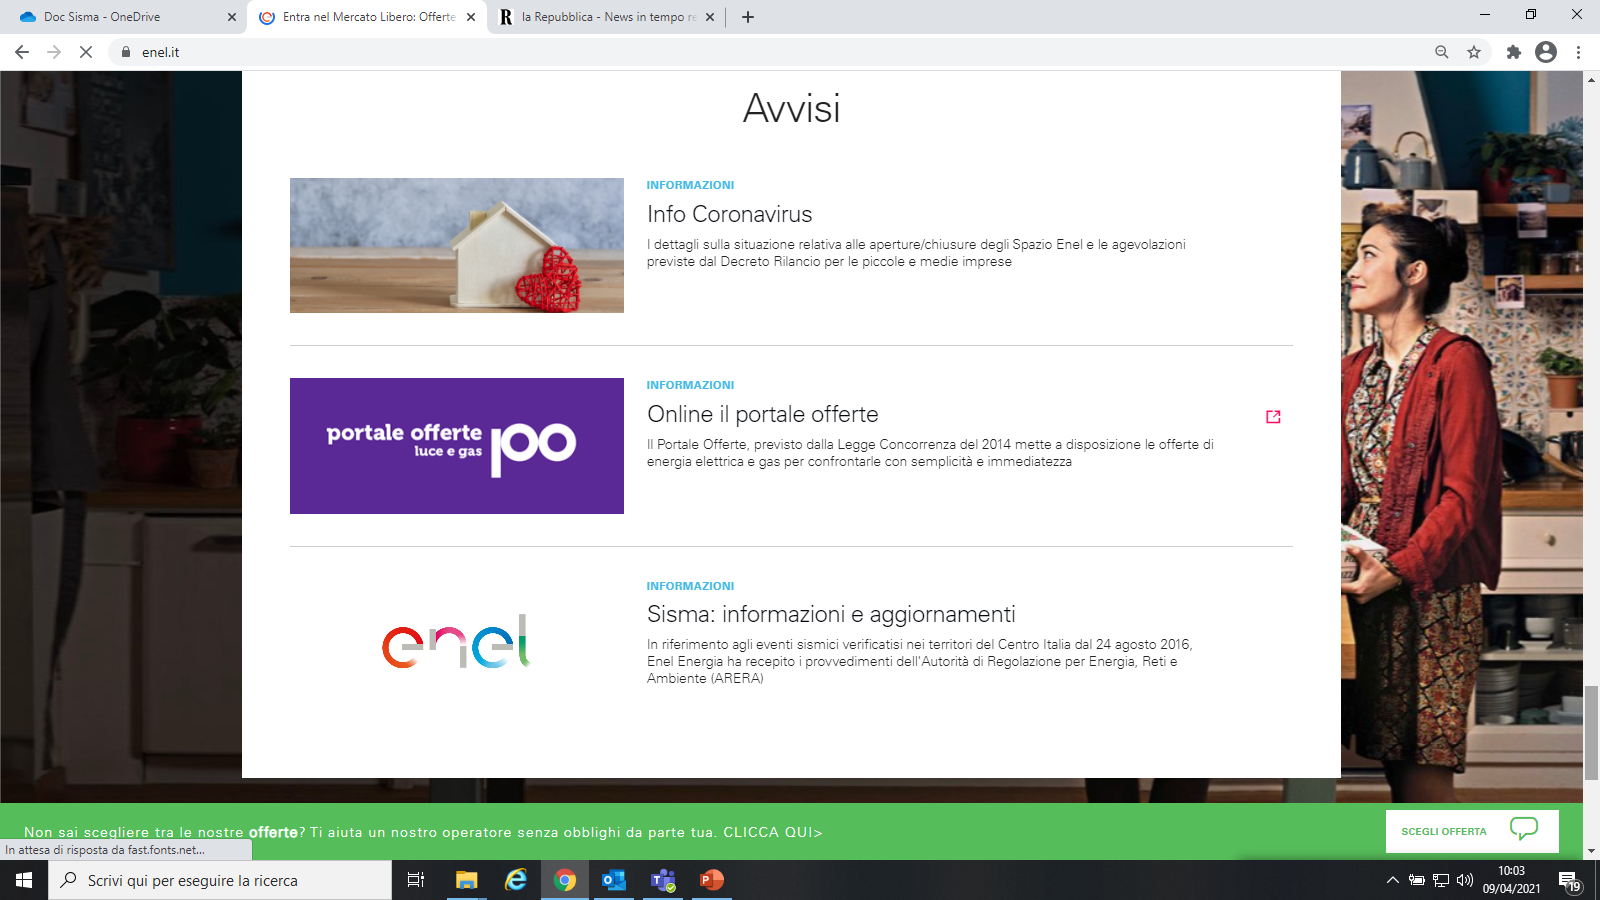 Doc Sisma - OneDrive
Entra nel Mercato Libero: Offerte
la Repubblica - News in tempo re
enel.it
Avvisi
INFORMAZIONI
Info Coronavirus
I dettagli sulla situazione relativa alle aperture/chiusure degli Spazio Enel e le agevolazioni
previste dal Decreto Rilancio per le piccole e medie imprese
portale offerte
luce e gas
INFORMAZIONI
Online il portale offerte
Il Portale Offerte, previsto dalla Legge Concorrenza del 2014 mette a disposizione le offerte di
energia elettrica e gas per confrontarle con semplicità e immediatezza
enel
INFORMAZIONI
Sisma: informazioni e aggiornamenti
In riferimento agli eventi sismici verificatisi nei territori del Centro Italia dal 24 agosto 2016,
Enel Energia ha recepito i provvedimenti dell'Autorità di Regolazione per Energia, Reti e
Ambiente (ARERA)
Non sai scegliere tra le nostre offerte? Ti aiuta un nostro operatore senza obblighi da parte tua. CLICCA QUI>
SCEGLI OFFERTA
In attesa di risposta da fast.fonts.net...
Scrivi qui per eseguire la ricerca
10:03
09/04/2021
19